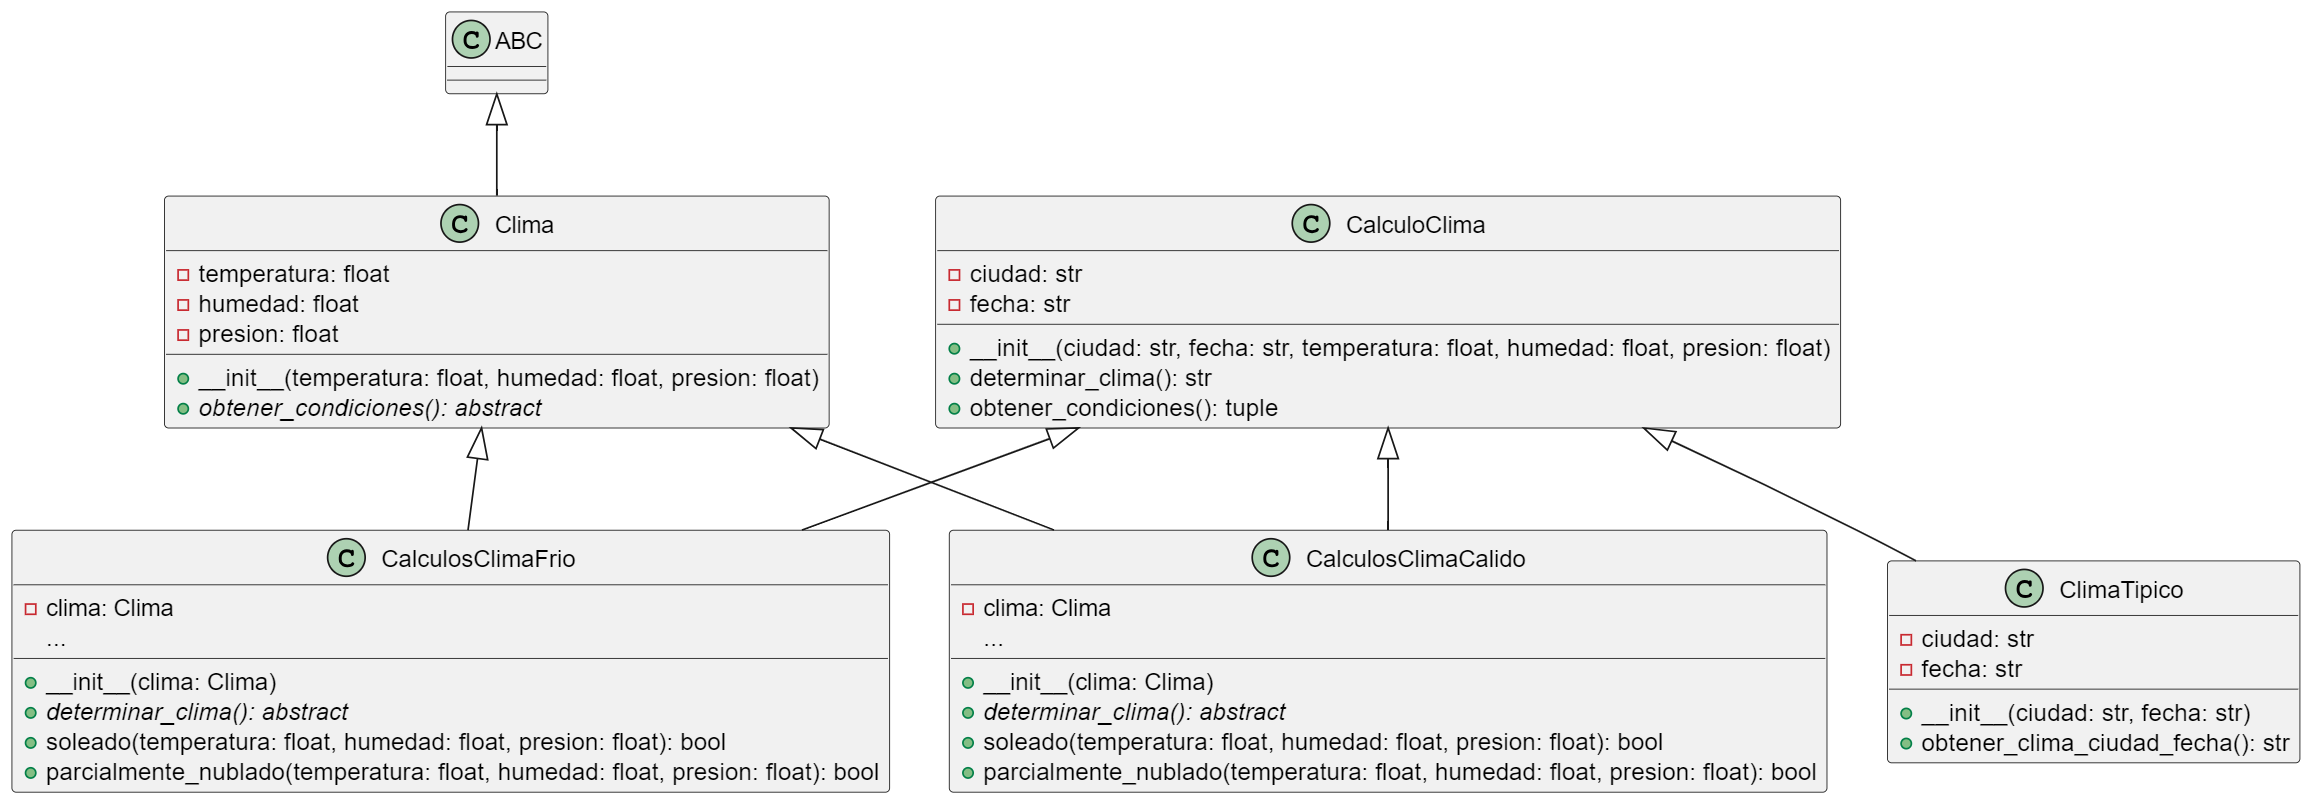 C ABC
C Clima
temperatura: float
humedad: float
presion: float
__init__(temperatura: float, humedad: float, presion: float)
obtener_condiciones(): abstract
C CalculoClima
ciudad: str
fecha: str
__init__(ciudad: str, fecha: str, temperatura: float, humedad: float, presion: float)
determinar_clima(): str
obtener_condiciones(): tuple
C CalculosClimaFrio
clima: Clima
...
__init__(clima: Clima)
determinar_clima(): abstract
soleado(temperatura: float, humedad: float, presion: float): bool
parcialmente_nublado(temperatura: float, humedad: float, presion: float): bool
C CalculosClimaCalido
clima: Clima
...
__init__(clima: Clima)
determinar_clima(): abstract
soleado(temperatura: float, humedad: float, presion: float): bool
parcialmente_nublado(temperatura: float, humedad: float, presion: float): bool
C ClimaTipico
ciudad: str
fecha: str
__init__(ciudad: str, fecha: str)
obtener_clima_ciudad_fecha(): str